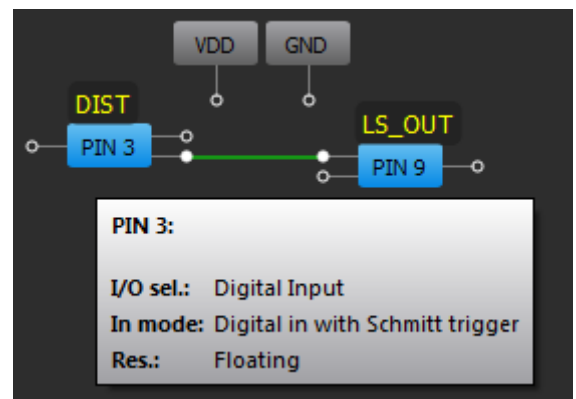 VDD GND
DIST
LS_OUT
PIN 3
PIN 9
PIN 3:
I/O sel.: Digital Input
In mode: Digital in with Schmitt trigger
Res.: Floating